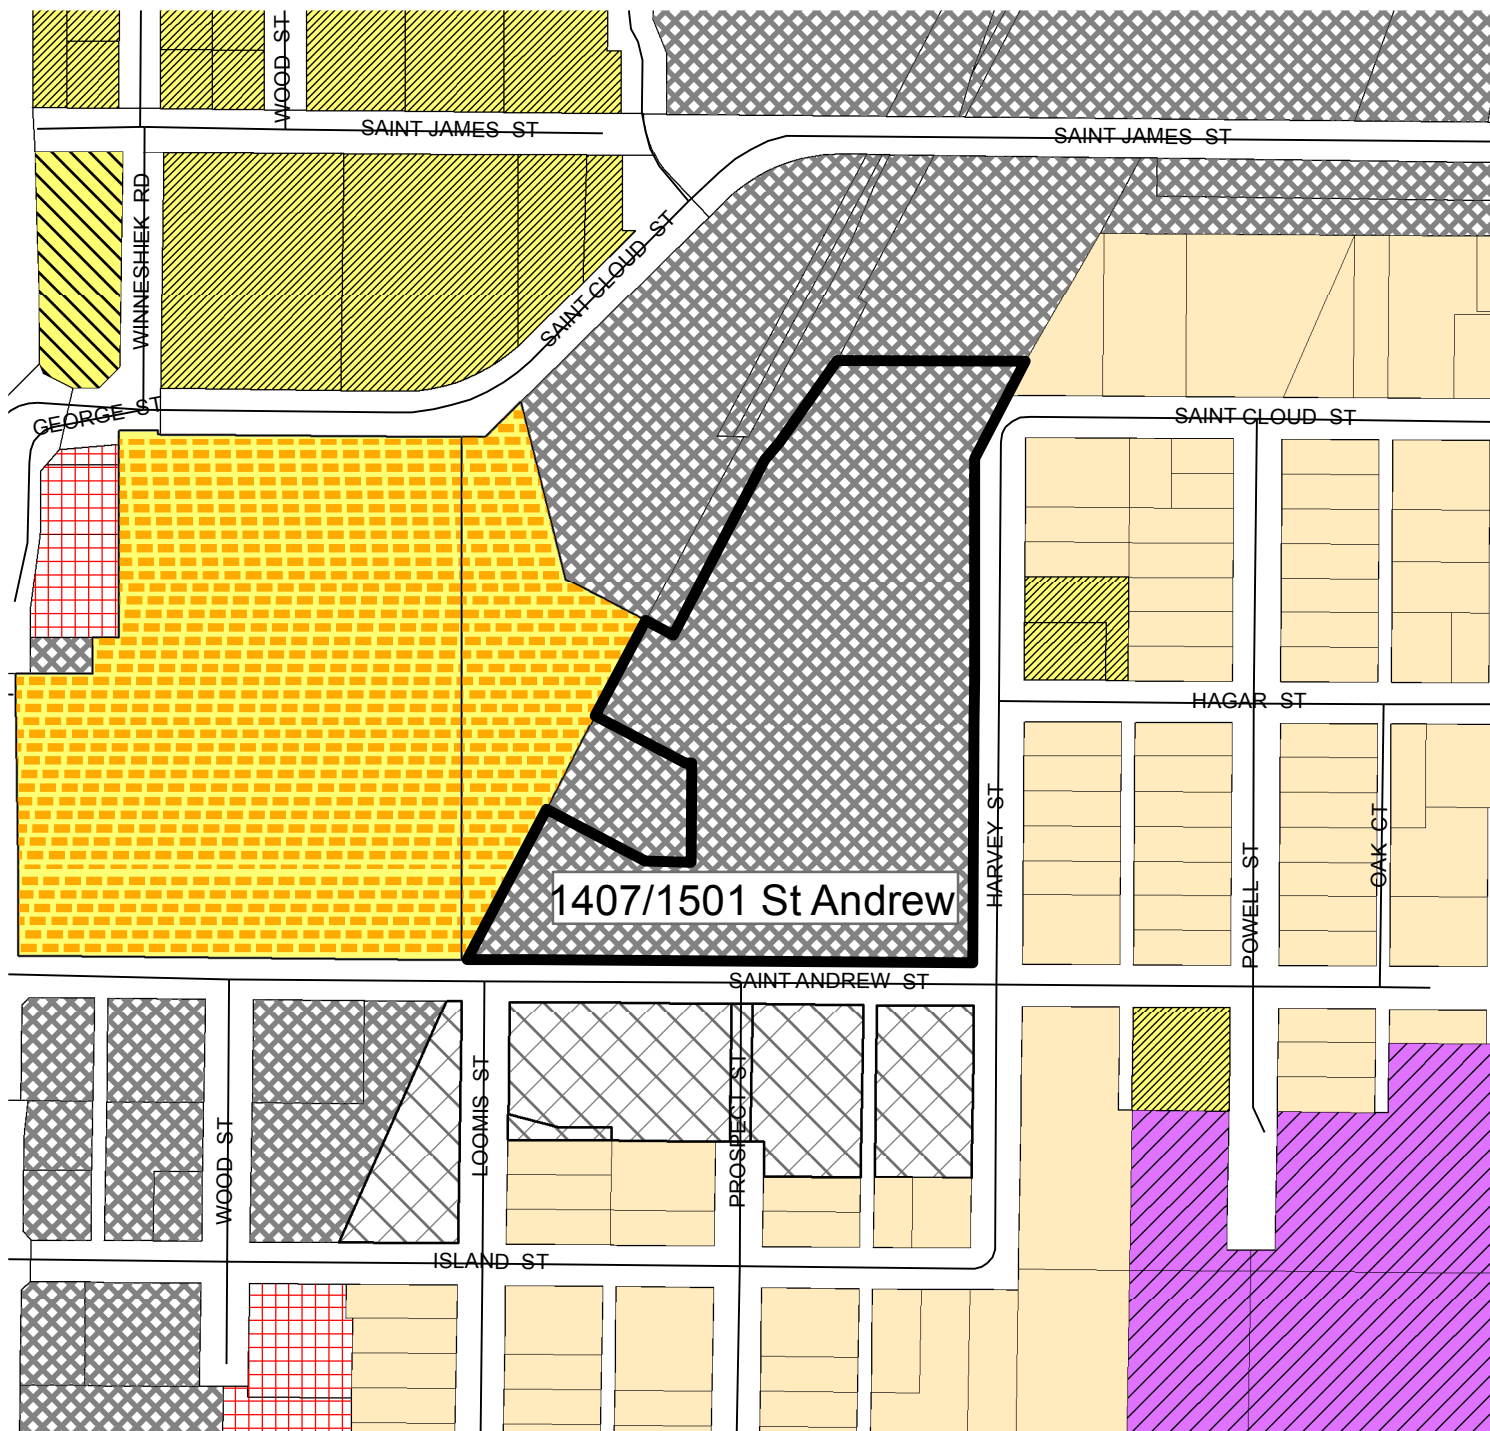 WOOD ST
SAINT JAMES ST
SAINT JAMES ST
WINNESHIEK RD
SAINT CLOUD ST
GEORGE ST
SAINT CLOUD ST
HAGAR ST
HARVEY ST
OAK CT
POWELL ST
1407/1501 St Andrew
SAINT ANDREW ST
LOOMIS ST
PROSPECT ST
WOOD ST
ISLAND ST